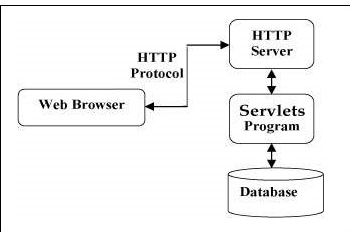 HTTP
Server
HTTP
Protocol
Web Browser
Servlets
Program
Database